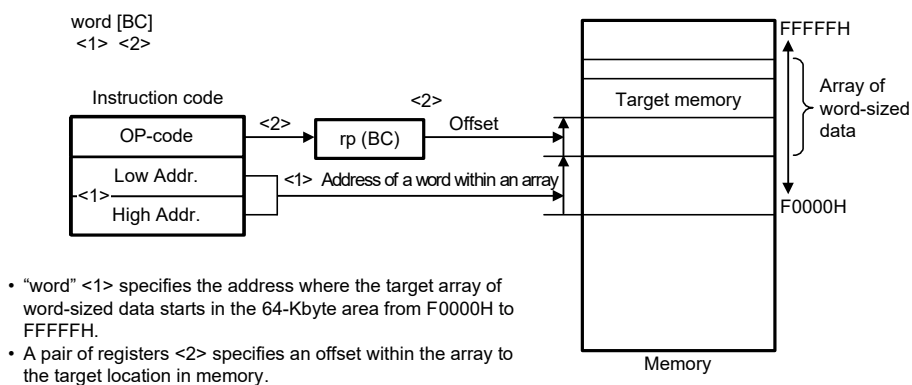 word [BC]
<1> <2>
FFFFFH
Array of
word-sized
data
Instruction code
<2>
Target memory
OP-code
<2>
rp (BC)
Offset
Low Addr.
<1>
<1> Address of a word within an array
High Addr.
F0000H
• “word” <1> specifies the address where the target array of
word-sized data starts in the 64-Kbyte area from F0000H to
FFFFFH.
• A pair of registers <2> specifies an offset within the array to
the target location in memory.
Memory